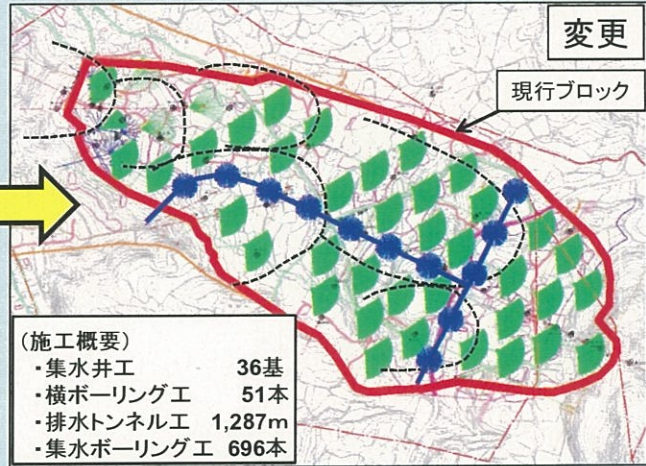 変更
現行ブロック
(施工概要)
・集水井工 36基
・横ボーリング工 51本
・排水トンネル工 1,287m
・集水ボーリング工 696本